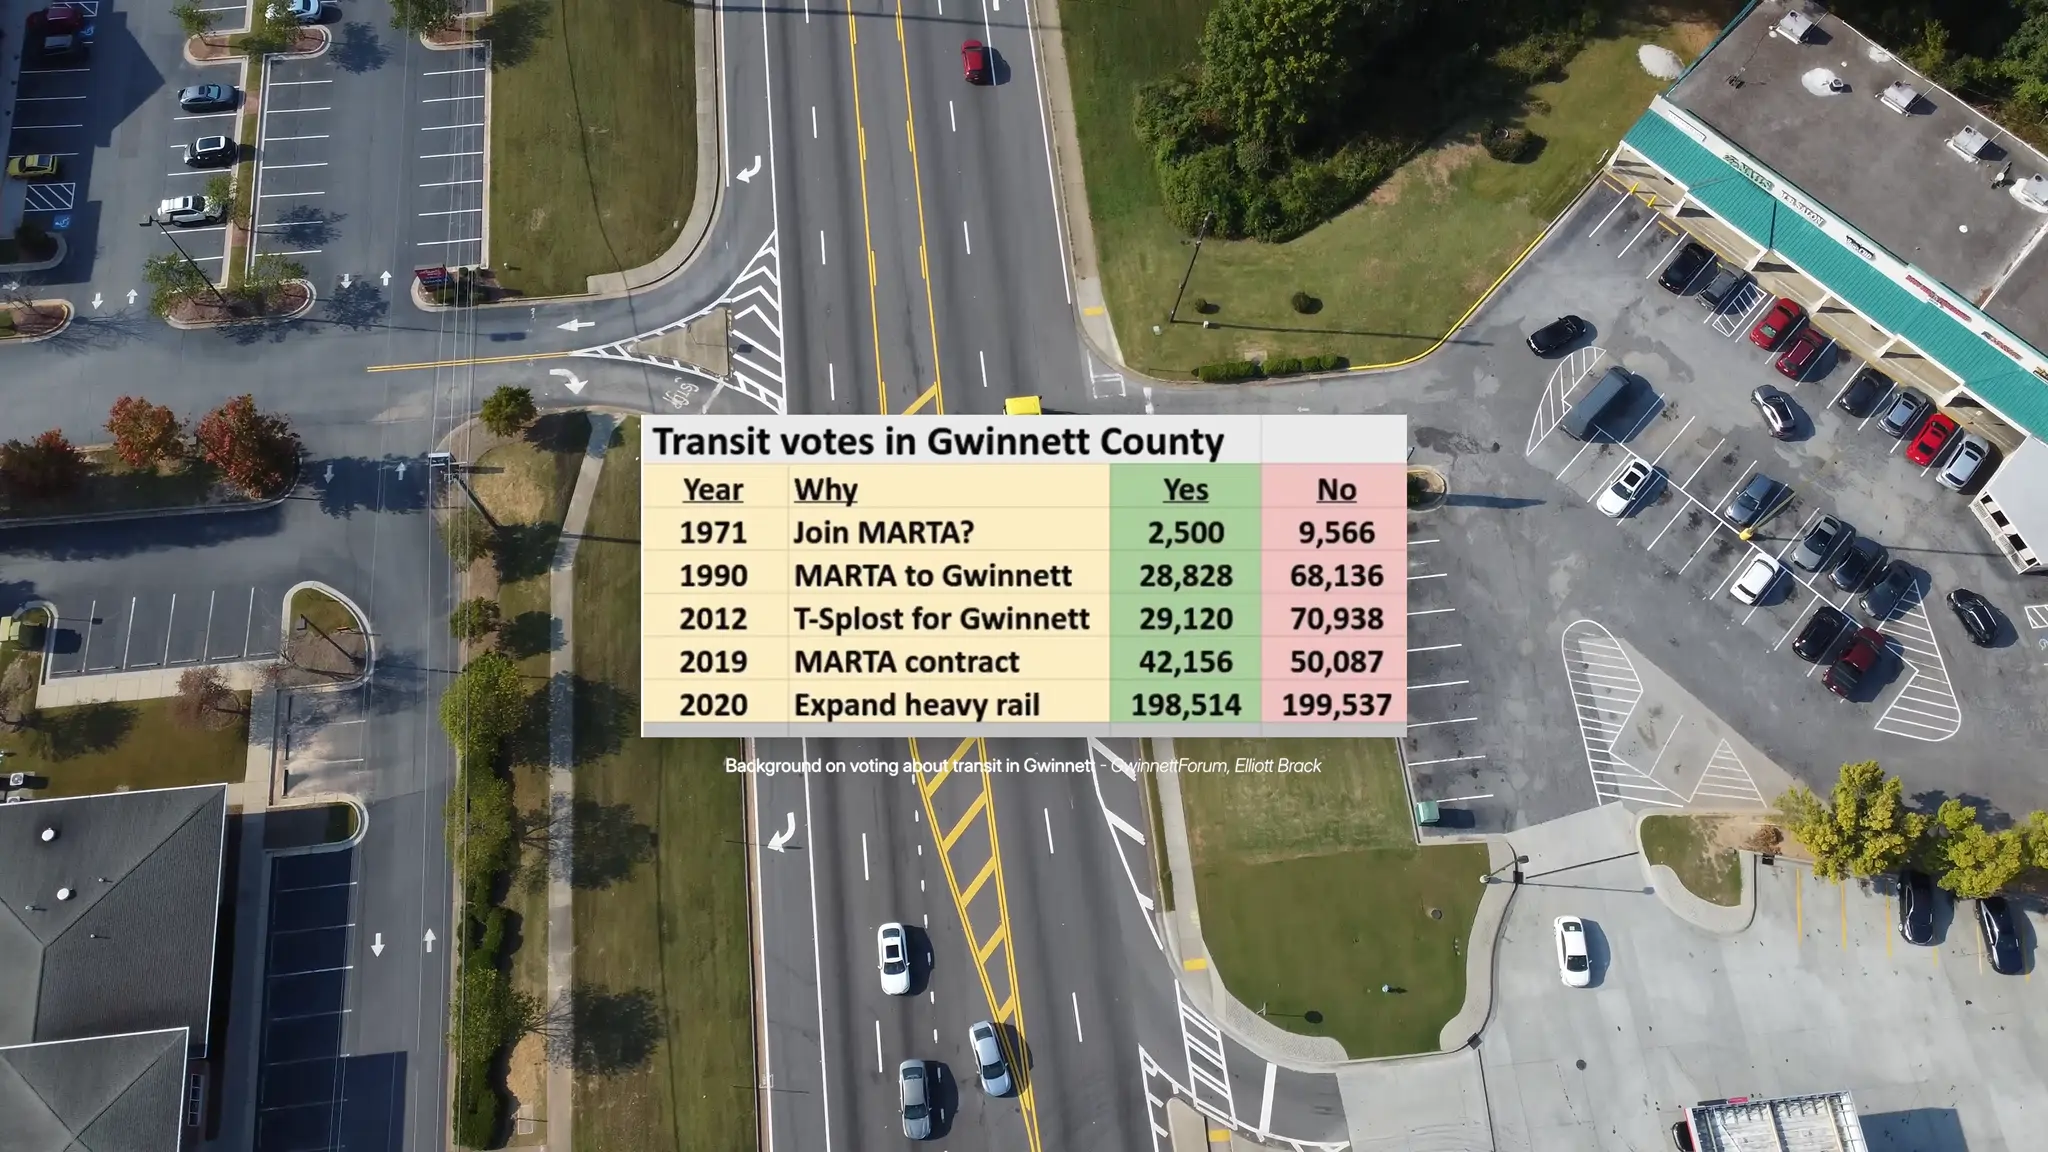 Transit votes in Gwinnett County
Year Why Yes No
1971 Join MARTA? 2,500 9,566
1990 MARTA to Gwinnett 28,828 68,136
2012 T-Splost for Gwinnett 29,120 70,938
2019 MARTA contract 42,156 50,087
2020 Expand heavy rail 198,514 199,537
Background on voting about transit in Gwinnett - GwinnettForum, Elliott Brack